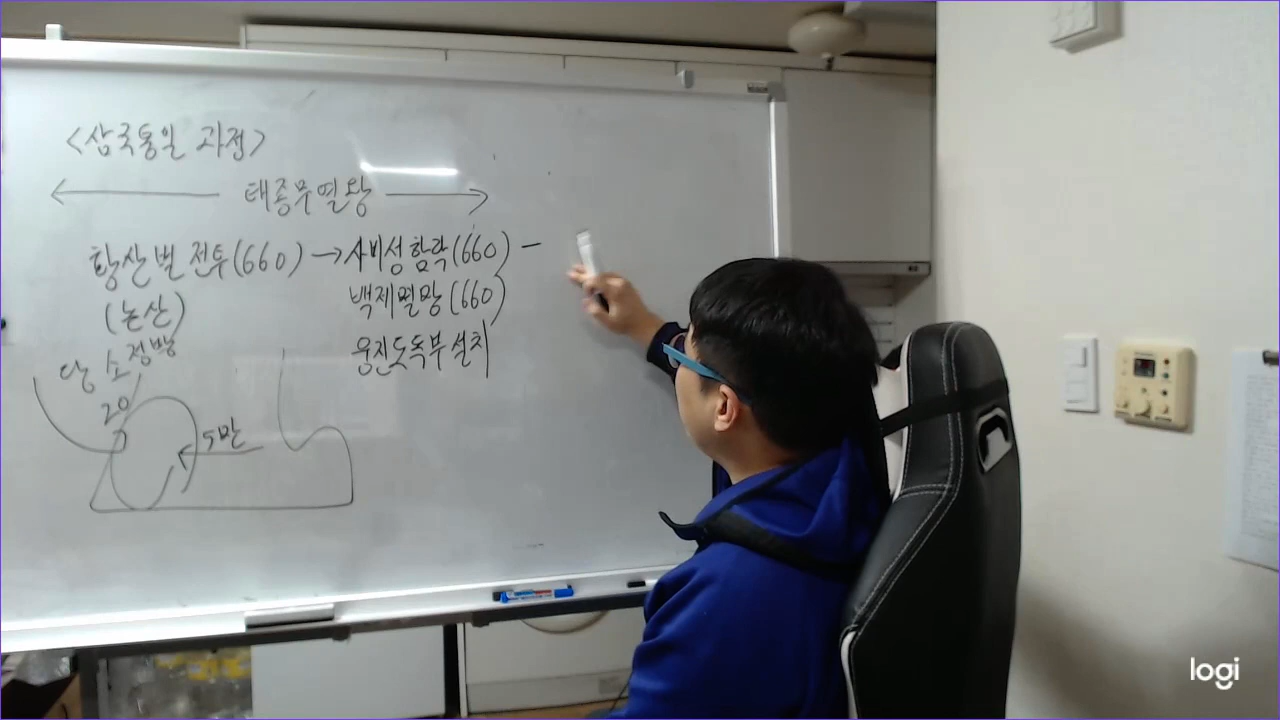 <삼국통일 과정>
태종무열왕
황산벌 전투(660) → 사비성 함락(660) –
(논산)
백제멸망(660)
웅진도독부 설치
당 소정방
20
5만
logi